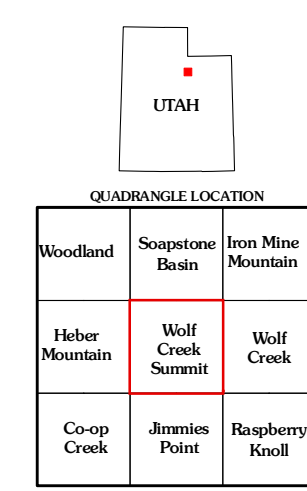 UTAH
QUADRANGLE LOCATION
Woodland
Soapstone
Basin
Iron Mine
Mountain
Heber
Mountain
Wolf
Creek
Summit
Wolf
Creek
Co-op
Creek
Jimmies
Point
Raspberry
Knoll